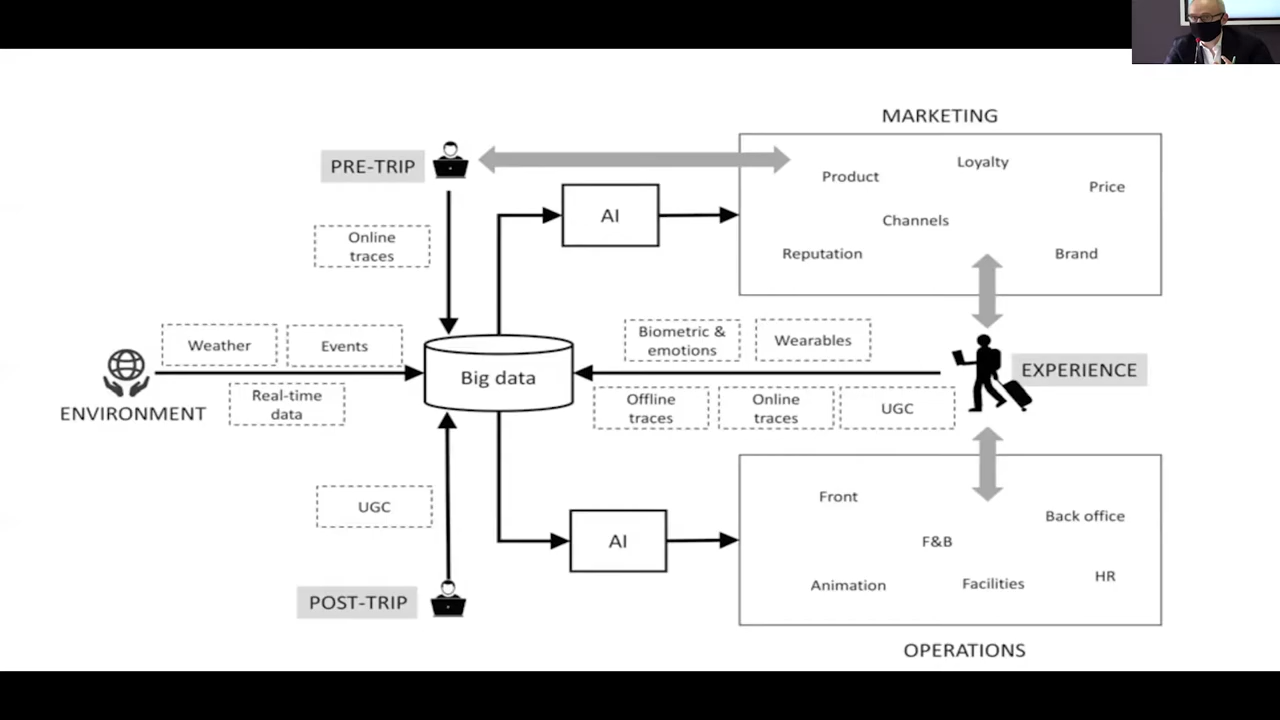 MARKETING
PRE-TRIP
Product
Loyalty
Price
Channels
Reputation
Brand
AI
Online
traces
Weather
Events
Real-time
data
ENVIRONMENT
Big data
Biometric &
emotions
Wearables
Offline
traces
Online
traces
UGC
EXPERIENCE
UGC
POST-TRIP
AI
Front
Back office
F&B
Animation
Facilities
HR
OPERATIONS